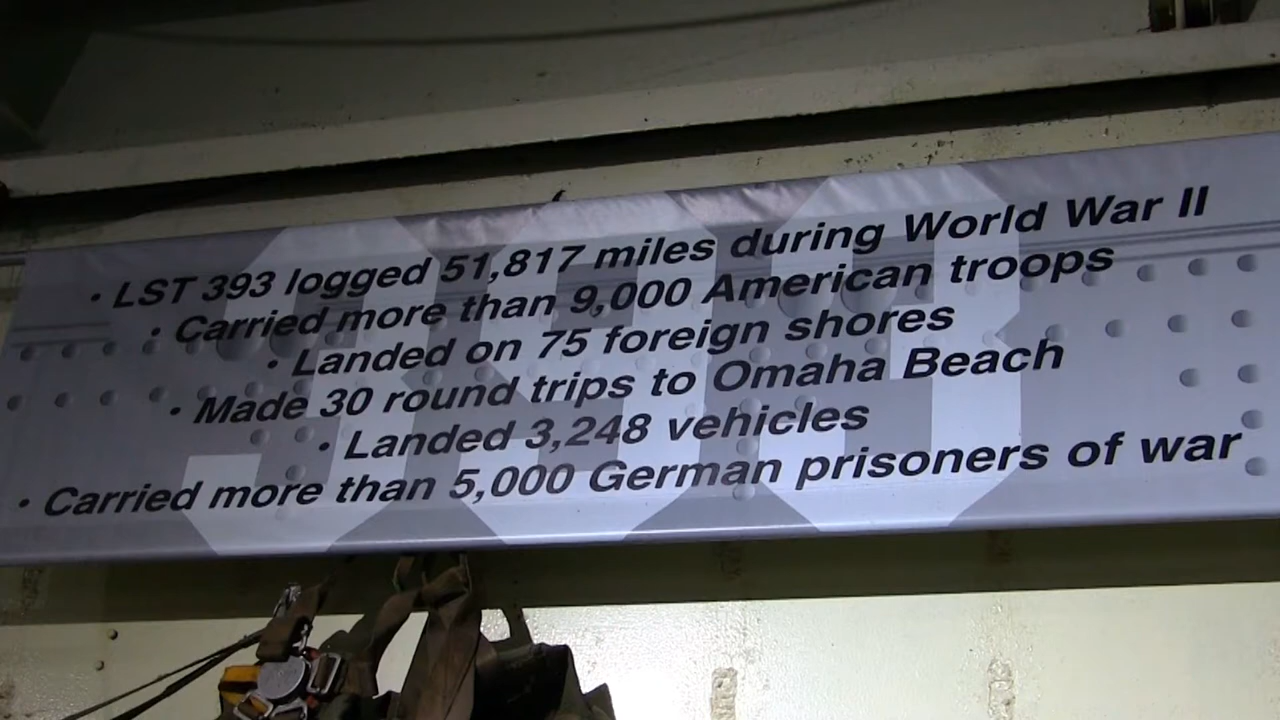 393
• LST 393 logged 51,817 miles during World War II
• Carried more than 9,000 American troops
• Landed on 75 foreign shores
• Made 30 round trips to Omaha Beach
• Landed 3,248 vehicles
• Carried more than 5,000 German prisoners of war